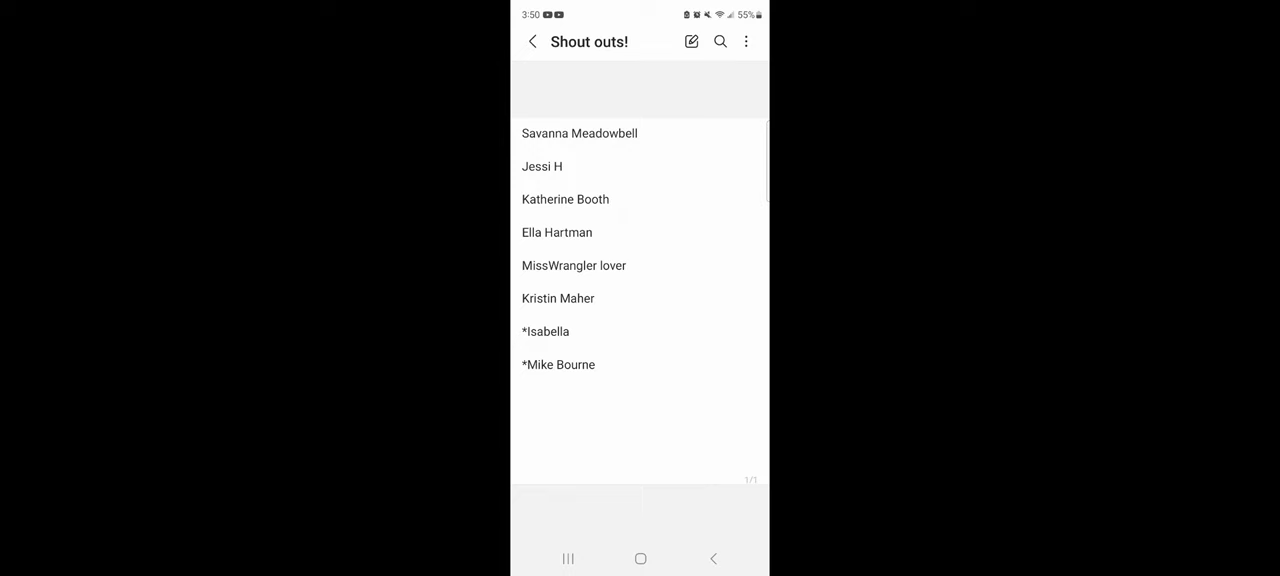 3:50 55%
Shout outs!
Savanna Meadowbell
Jessi H
Katherine Booth
Ella Hartman
MissWrangler lover
Kristin Maher
*Isabella
*Mike Bourne
1/1